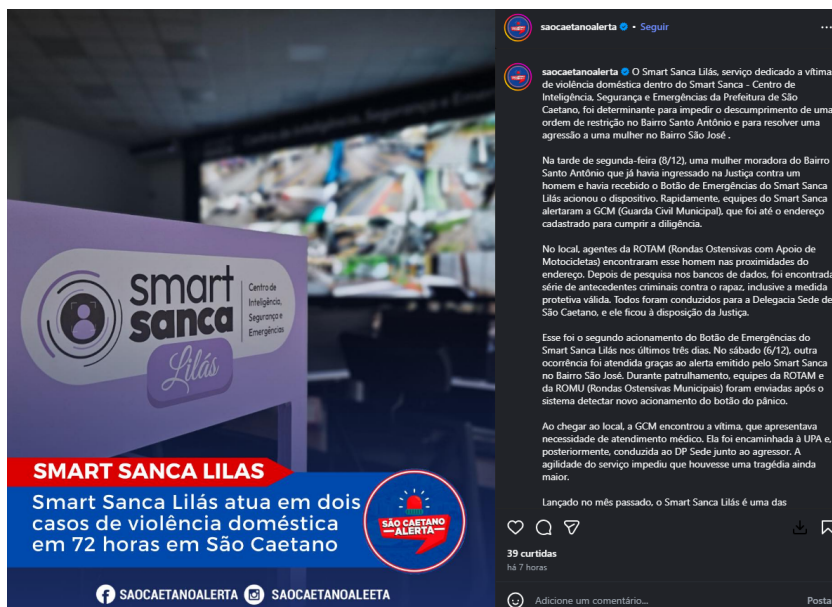 smart
sanca
Lilás
Centro de
Inteligência,
Segurança e
Emergências
SMART SANCA LILAS
Smart Sanca Lilás atua em dois
casos de violência doméstica
em 72 horas em São Caetano
SÃO CAETANO
ALERTA
SAOCAETANOALERTA SAOCAETANOALEETA
saocaetanoalerta • Seguir
saocaetanoalerta O Smart Sanca Lilás, serviço dedicado a vítima
de violência doméstica dentro do Smart Sanca - Centro de
Inteligência, Segurança e Emergências da Prefeitura de São
Caetano, foi determinante para impedir o descumprimento de uma
ordem de restrição no Bairro Santo Antônio e para resolver uma
agressão a uma mulher no Bairro São José .
Na tarde de segunda-feira (8/12), uma mulher moradora do Bairro
Santo Antônio que já havia ingressado na Justiça contra um
homem e havia recebido o Botão de Emergências do Smart Sanca
Lilás acionou o dispositivo. Rapidamente, equipes do Smart Sanca
alertaram a GCM (Guarda Civil Municipal), que foi até o endereço
cadastrado para cumprir a diligência.
No local, agentes da ROTAM (Rondas Ostensivas com Apoio de
Motocicletas) encontraram esse homem nas proximidades do
endereço. Depois de pesquisa nos bancos de dados, foi encontrada
série de antecedentes criminais contra o rapaz, inclusive a medida
protetiva válida. Todos foram conduzidos para a Delegacia Sede de
São Caetano, e ele ficou à disposição da Justiça.
Esse foi o segundo acionamento do Botão de Emergências do
Smart Sanca Lilás nos últimos três dias. No sábado (6/12), outra
ocorrência foi atendida graças ao alerta emitido pelo Smart Sanca
no Bairro São José. Durante patrulhamento, equipes da ROTAM e
da ROMU (Rondas Ostensivas Municipais) foram enviadas após o
sistema detectar novo acionamento do botão do pânico.
Ao chegar ao local, a GCM encontrou a vítima, que apresentava
necessidade de atendimento médico. Ela foi encaminhada à UPA e,
posteriormente, conduzida ao DP Sede junto ao agressor. A
agilidade do serviço impediu que houvesse uma tragédia ainda
maior.
Lançado no mês passado, o Smart Sanca Lilás é uma das
39 curtidas
há 7 horas
Adicione um comentário... Posta